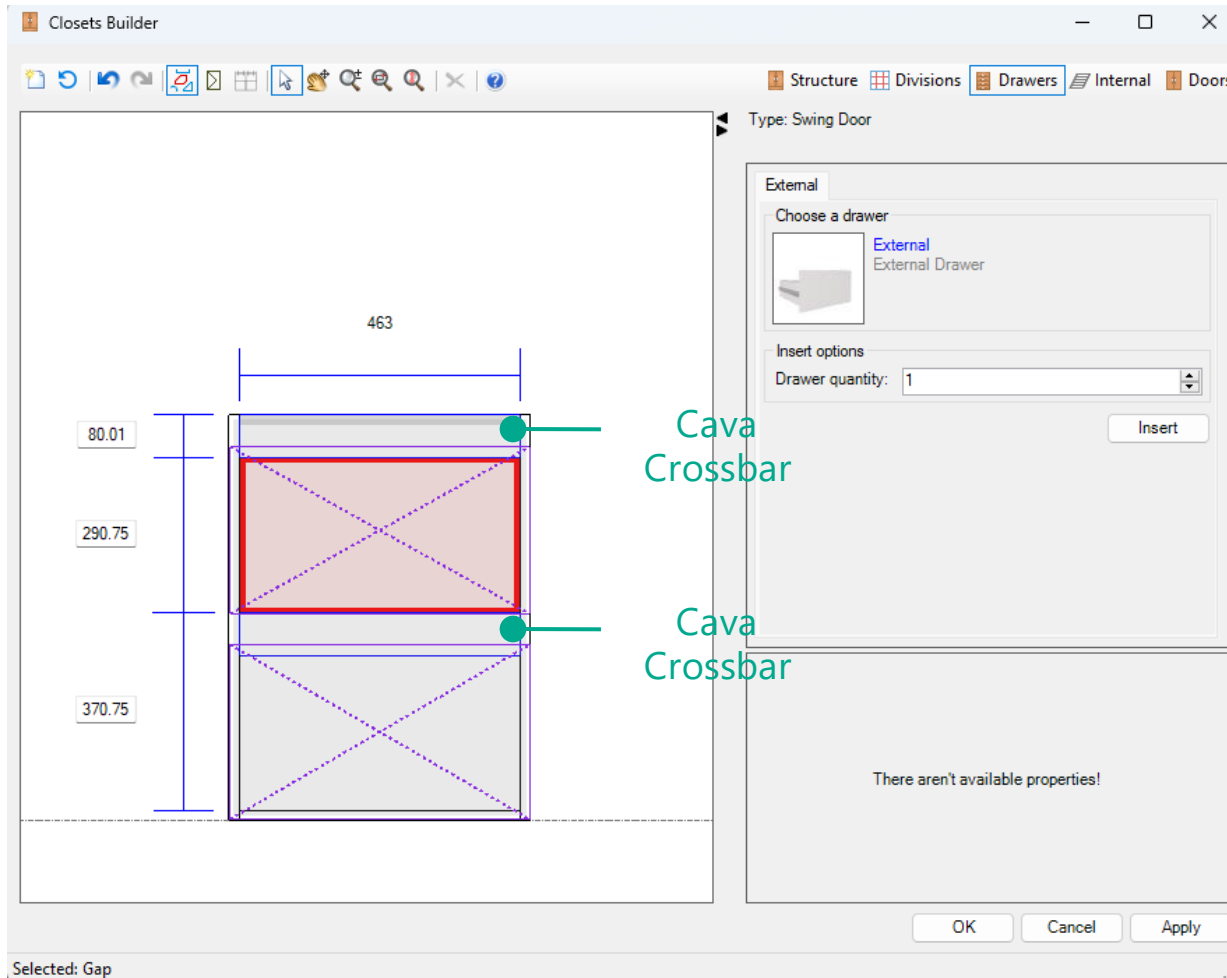 Closets Builder
Structure Divisions Drawers Internal Doors
Type: Swing Door
External
Choose a drawer
External
External Drawer
Insert options
Drawer quantity: 1
Insert
463
80.01
290.75
370.75
Cava
Crossbar
Cava
Crossbar
There aren't available properties!
OK Cancel Apply
Selected: Gap